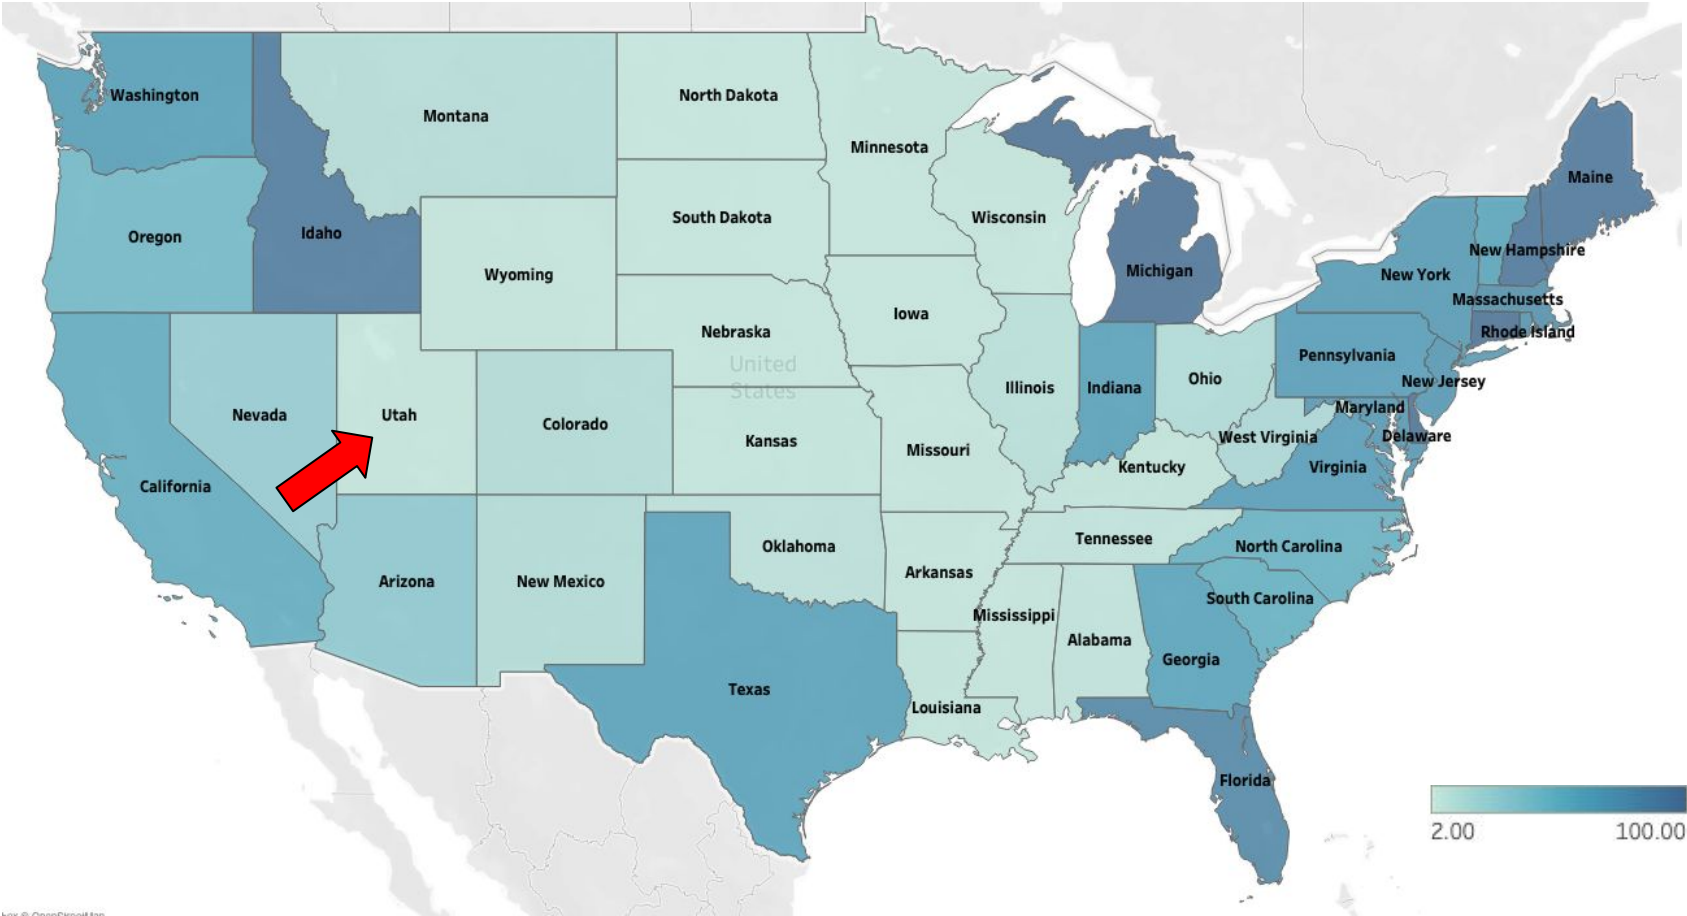 Washington
Montana
North Dakota
Minnesota
Maine
Oregon
Idaho
South Dakota
Wisconsin
New Hampshire
Wyoming
Michigan
New York
Massachusetts
Iowa
Nebraska
Rhode Island
United
States
Pennsylvania
Nevada
Utah
Colorado
Illinois
Indiana
Ohio
New Jersey
Maryland
Kansas
Missouri
West Virginia
Delaware
Kentucky
Virginia
California
Oklahoma
Tennessee
North Carolina
Arizona
New Mexico
Arkansas
South Carolina
Mississippi
Alabama
Georgia
Texas
Louisiana
Florida
2.00
100.00